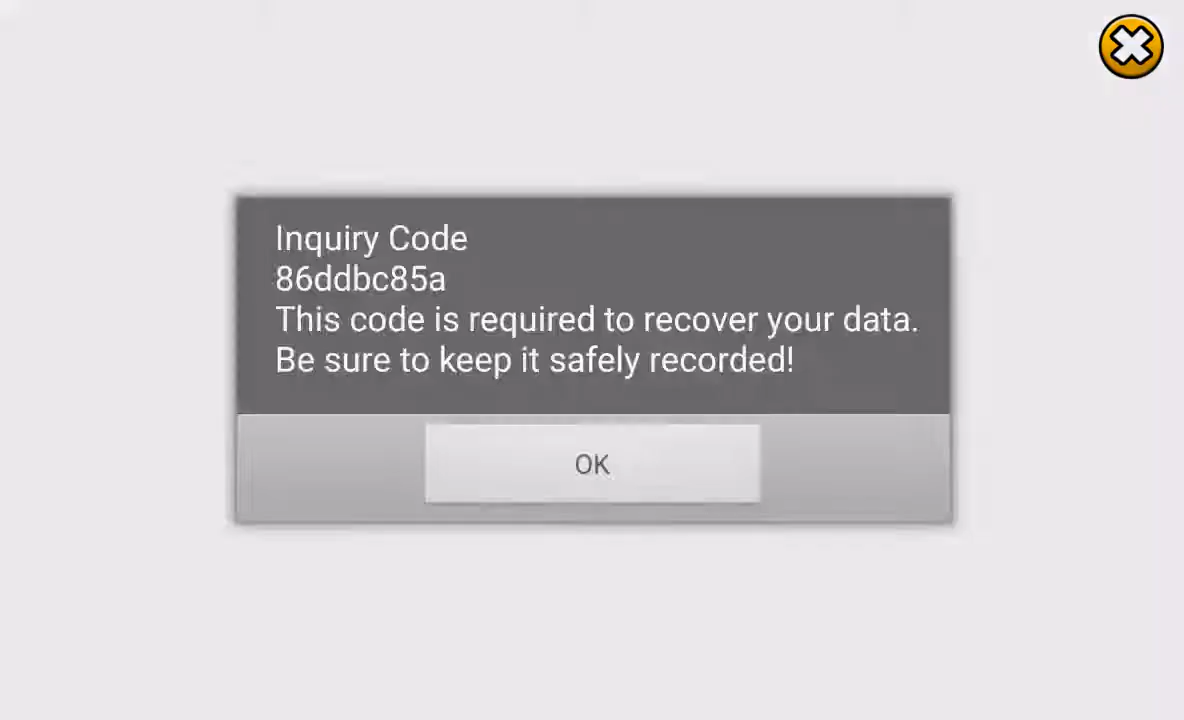 Inquiry Code
86ddbc85a
This code is required to recover your data.
Be sure to keep it safely recorded!
OK